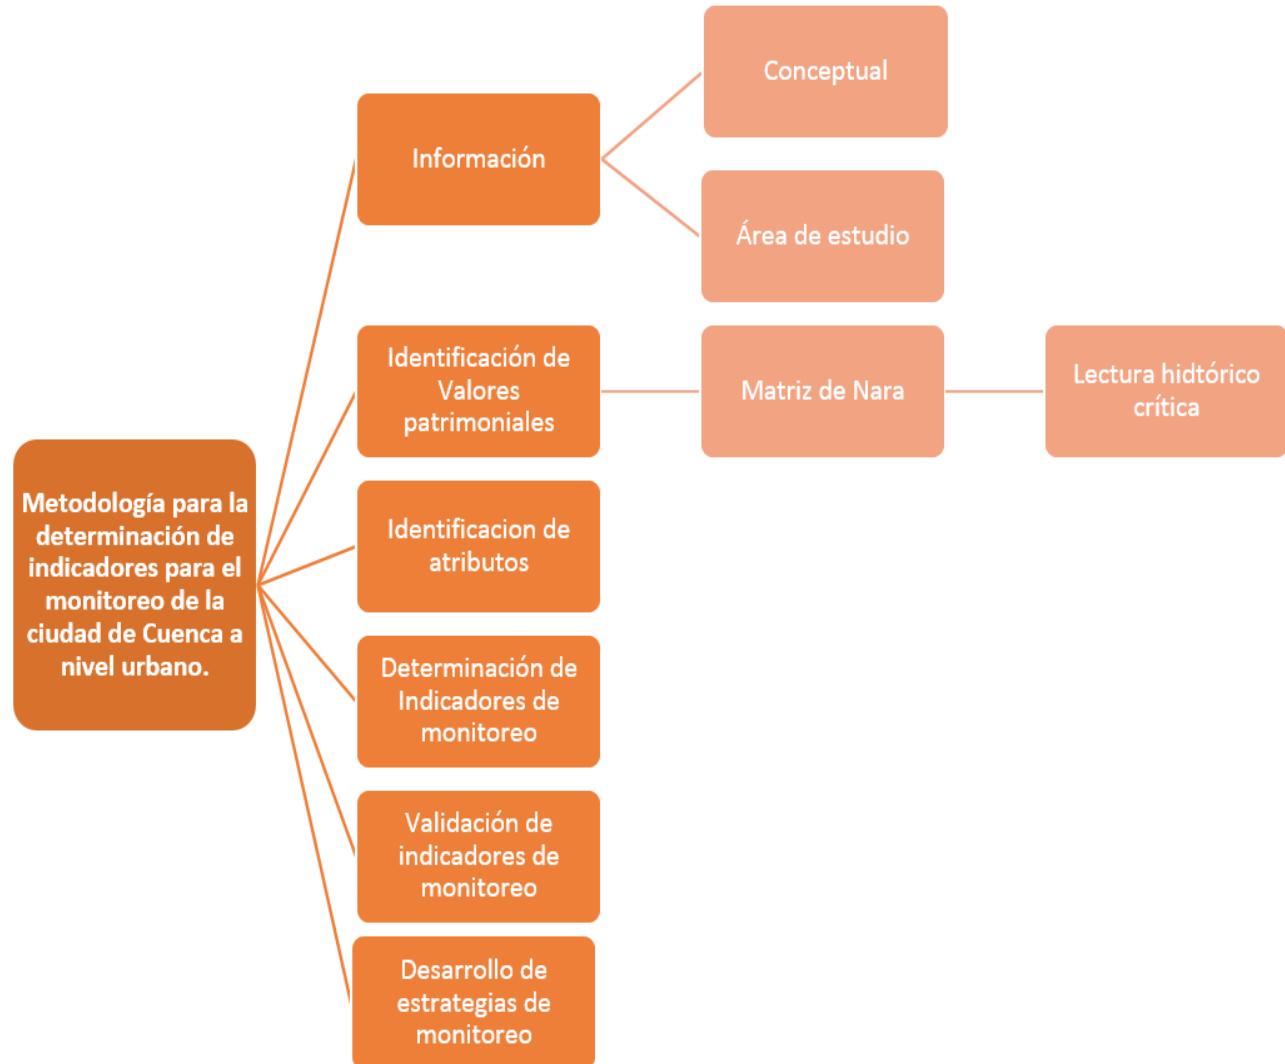 Metodología para la
determinación de
indicadores para el
monitoreo de la
ciudad de Cuenca a
nivel urbano.
Información
Conceptual
Área de estudio
Identificación de
Valores
patrimoniales
Matriz de Nara
Lectura hidtórico
crítica
Identificacion de
atributos
Determinación de
Indicadores de
monitoreo
Validación de
indicadores de
monitoreo
Desarrollo de
estrategias de
monitoreo